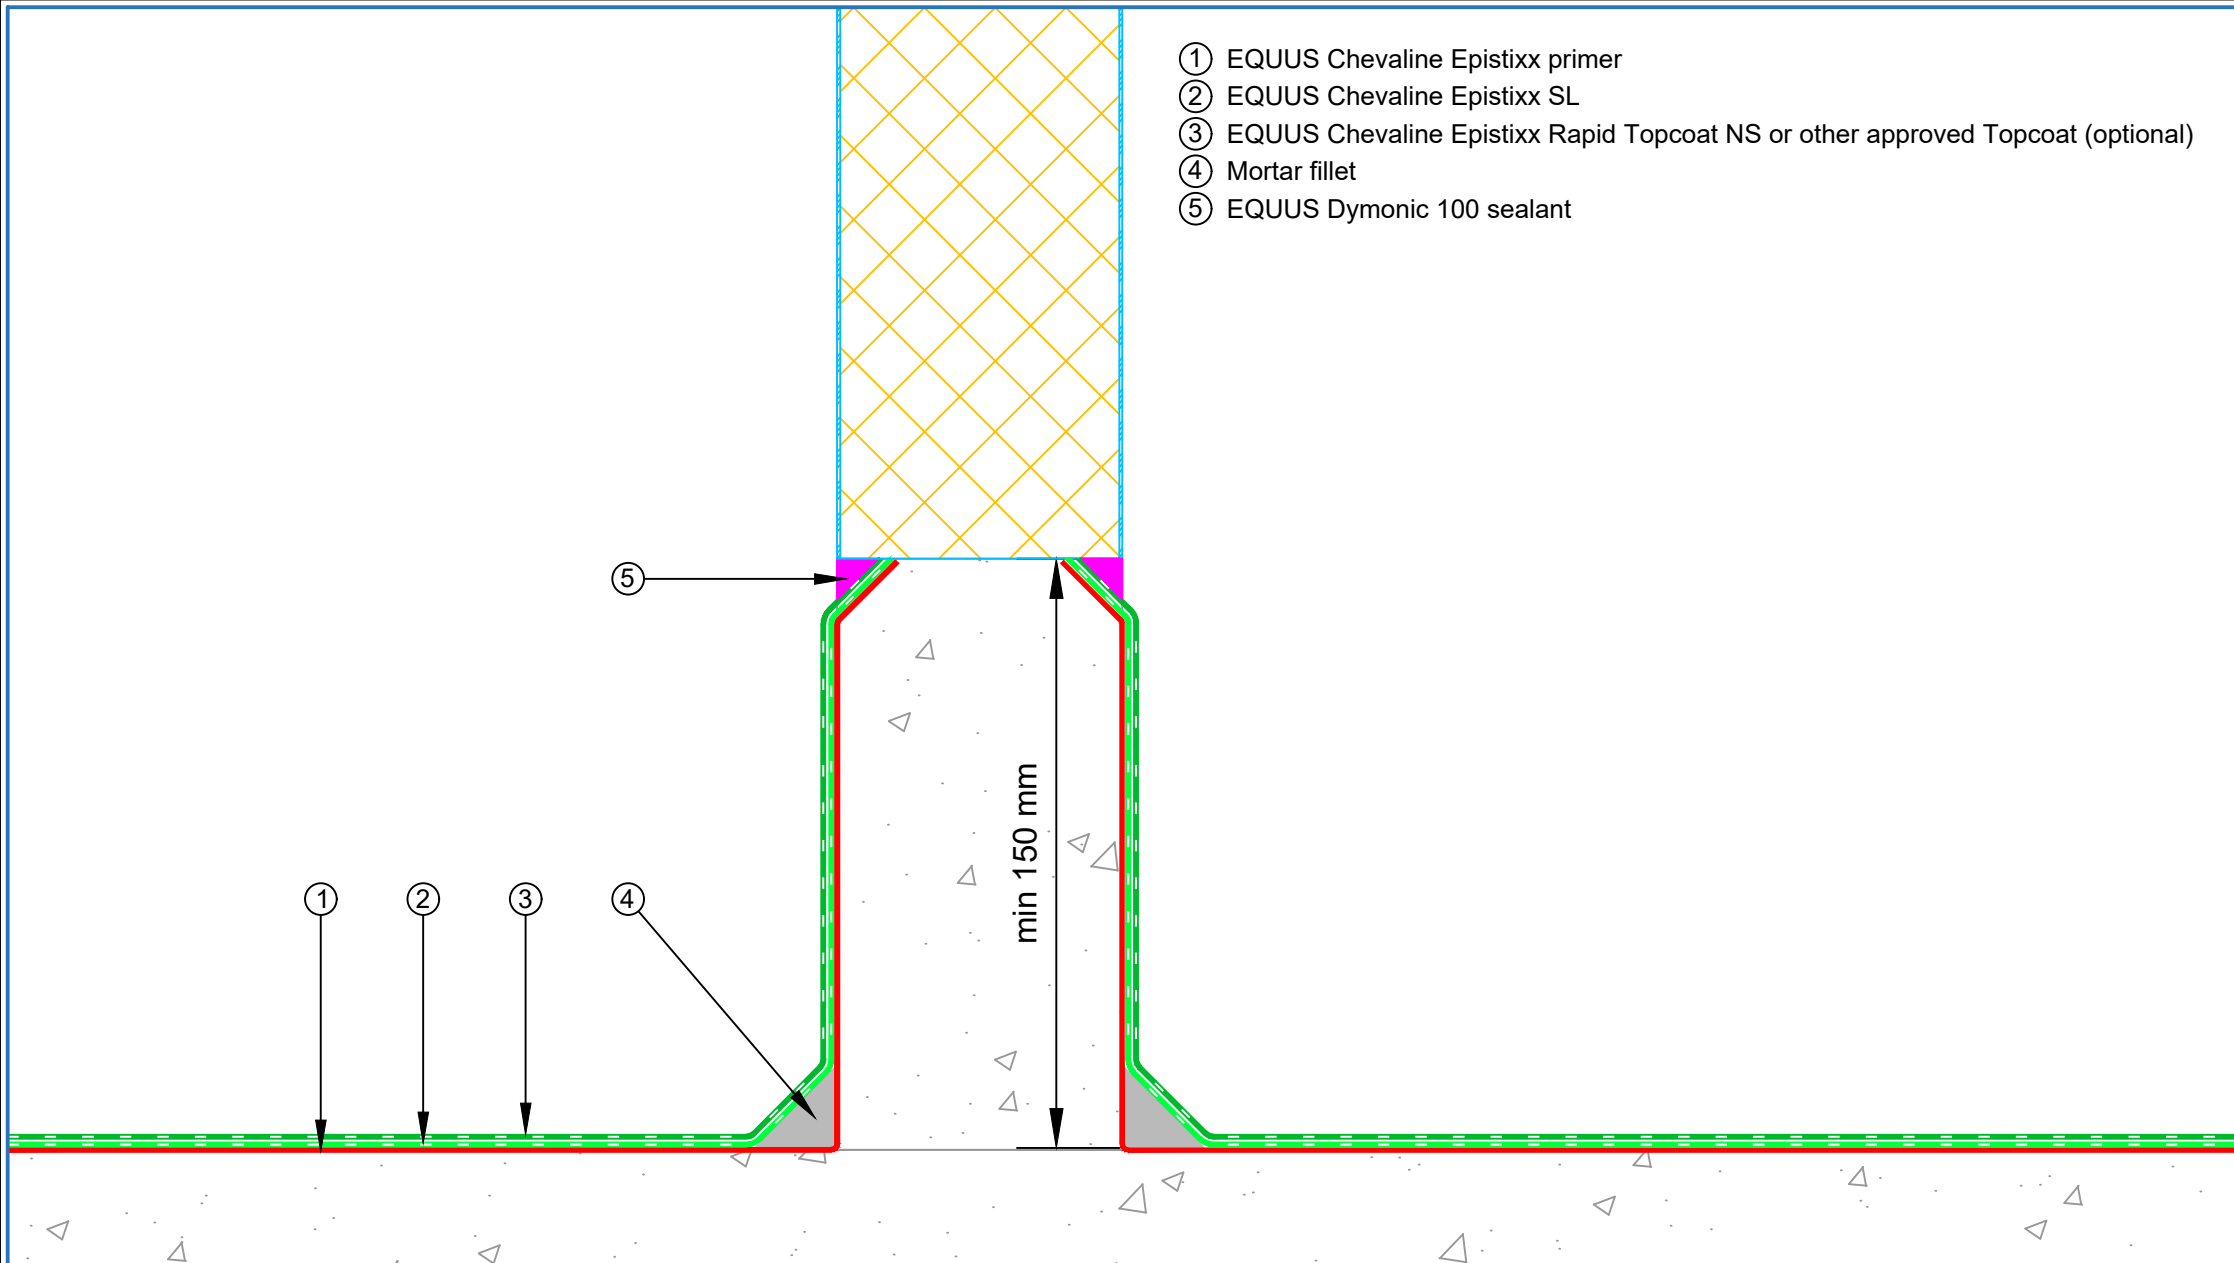 ① EQUUS Chevaline Epistixx primer
② EQUUS Chevaline Epistixx SL
③ EQUUS Chevaline Epistixx Rapid Topcoat NS or other approved Topcoat (optional)
④ Mortar fillet
⑤ EQUUS Dymonic 100 sealant
⑤
min 150 mm
① ② ③ ④